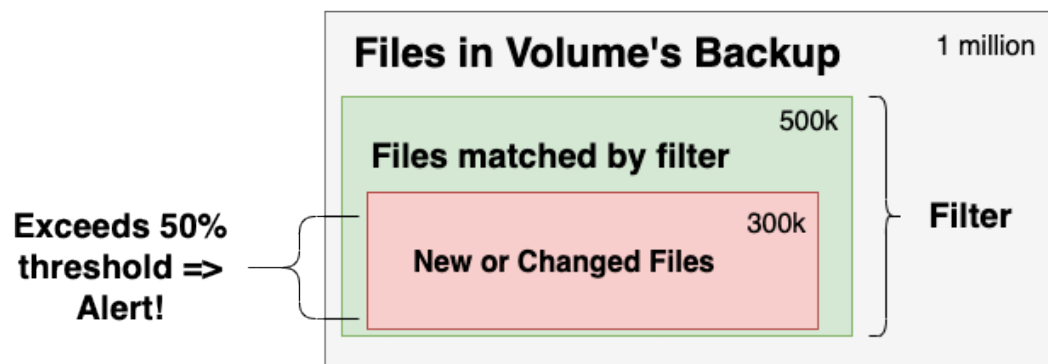 Files in Volume's Backup
1 million
500k
Files matched by filter
300k
New or Changed Files
Filter
Exceeds 50%
threshold =>
Alert!